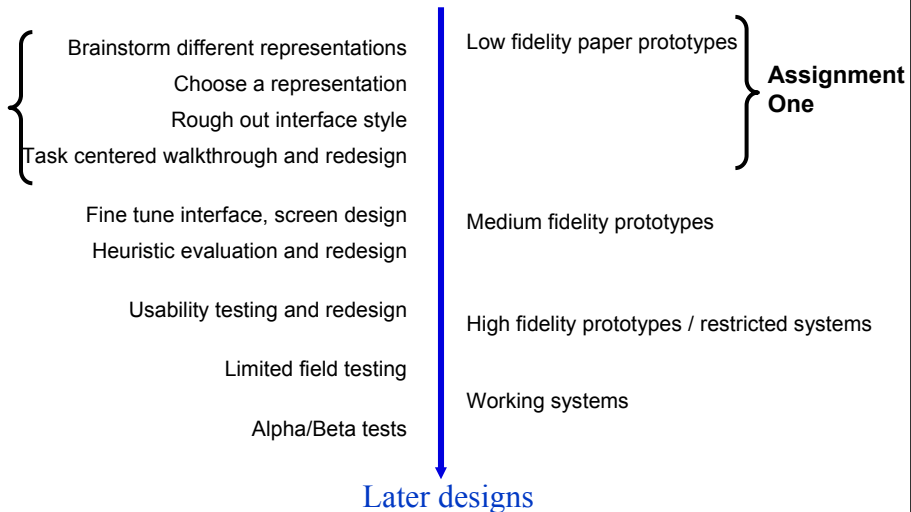 Brainstorm different representations
Choose a representation
Rough out interface style
Task centered walkthrough and redesign
Fine tune interface, screen design
Heuristic evaluation and redesign
Usability testing and redesign
Limited field testing
Alpha/Beta tests
Low fidelity paper prototypes
Assignment
One
Medium fidelity prototypes
High fidelity prototypes / restricted systems
Working systems
Later designs